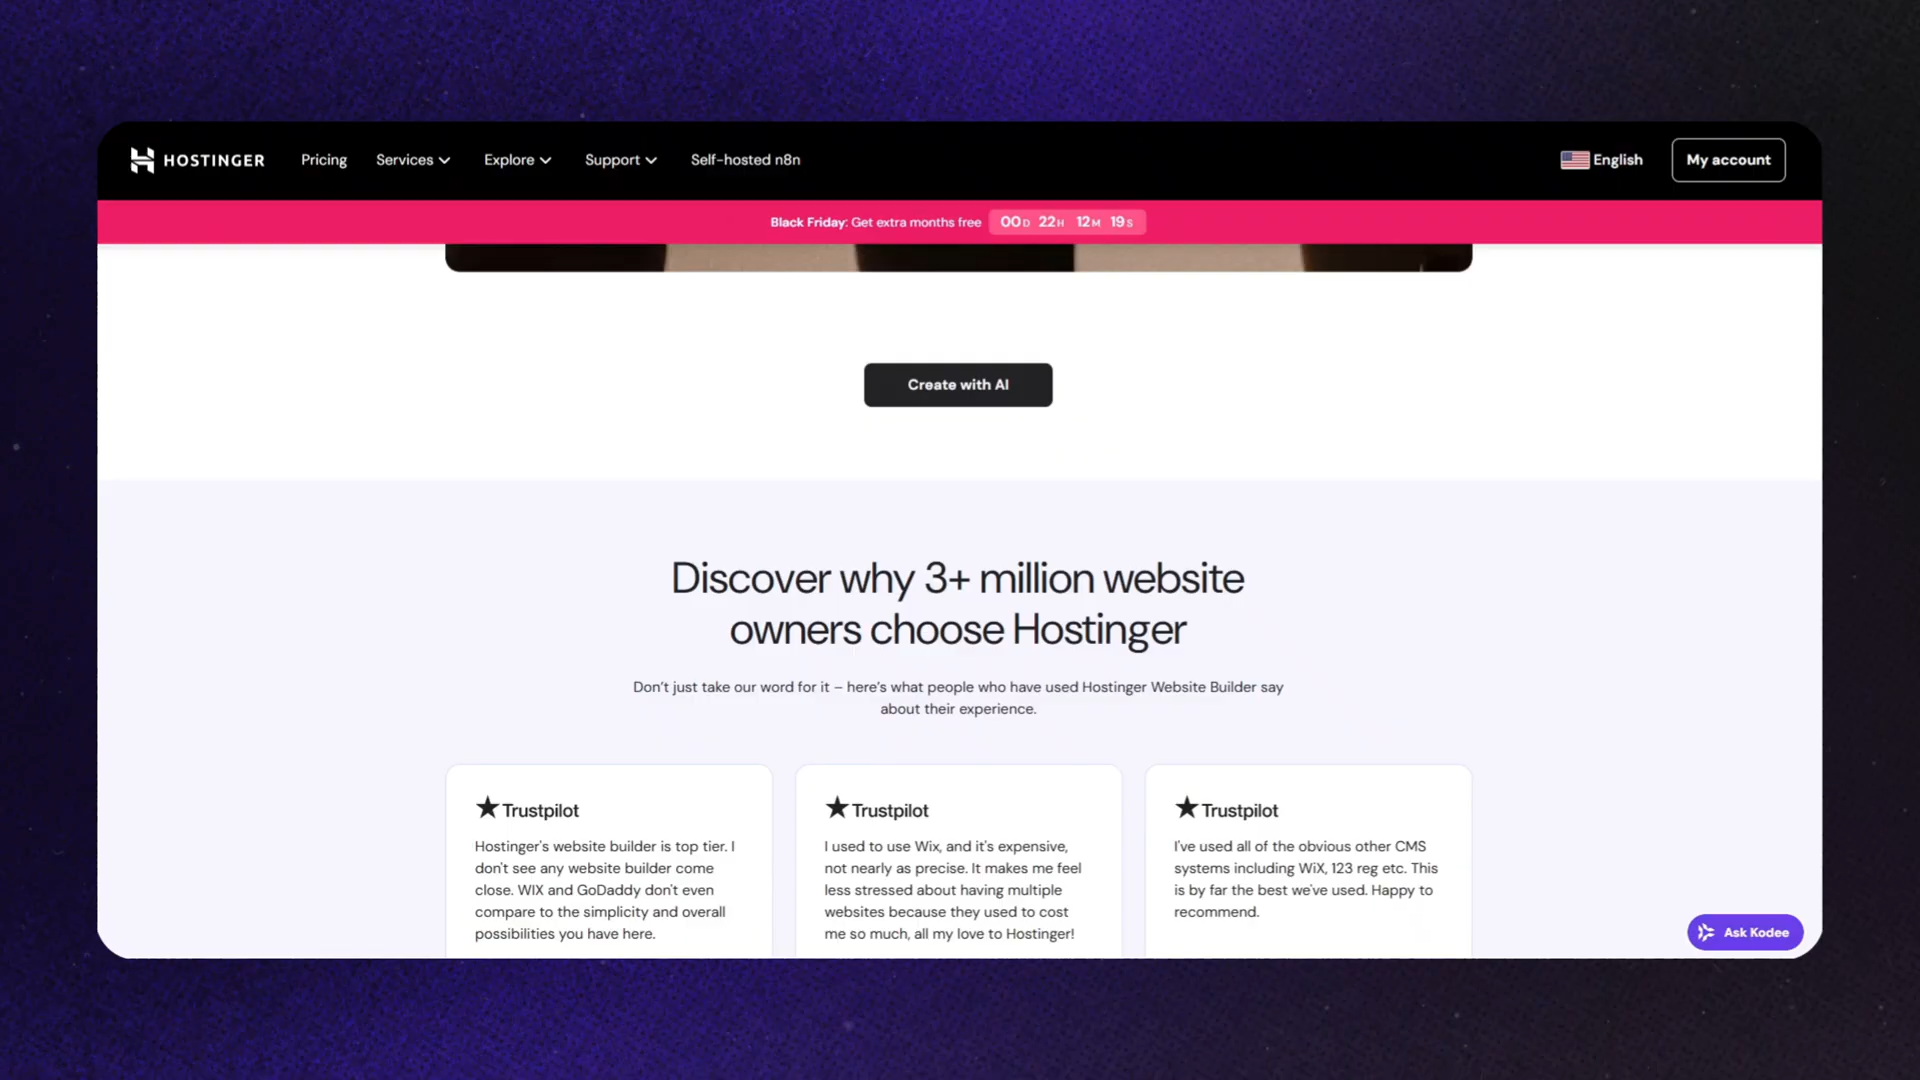 HOSTINGER
Pricing
Services
Explore
Support
Self-hosted n8n
English
My account
Black Friday: Get extra months free 00D 22H 12M 19S
Create with AI
Discover why 3+ million website
owners choose Hostinger
Don't just take our word for it – here's what people who have used Hostinger Website Builder say
about their experience.
Trustpilot
Hostinger's website builder is top tier. I
don't see any website builder come
close. WIX and GoDaddy don't even
compare to the simplicity and overall
possibilities you have here.
Trustpilot
I used to use Wix, and it's expensive,
not nearly as precise. It makes me feel
less stressed about having multiple
websites because they used to cost
me so much, all my love to Hostinger!
Trustpilot
I've used all of the obvious other CMS
systems including WiX, 123 reg etc. This
is by far the best we've used. Happy to
recommend.
Ask Kodee